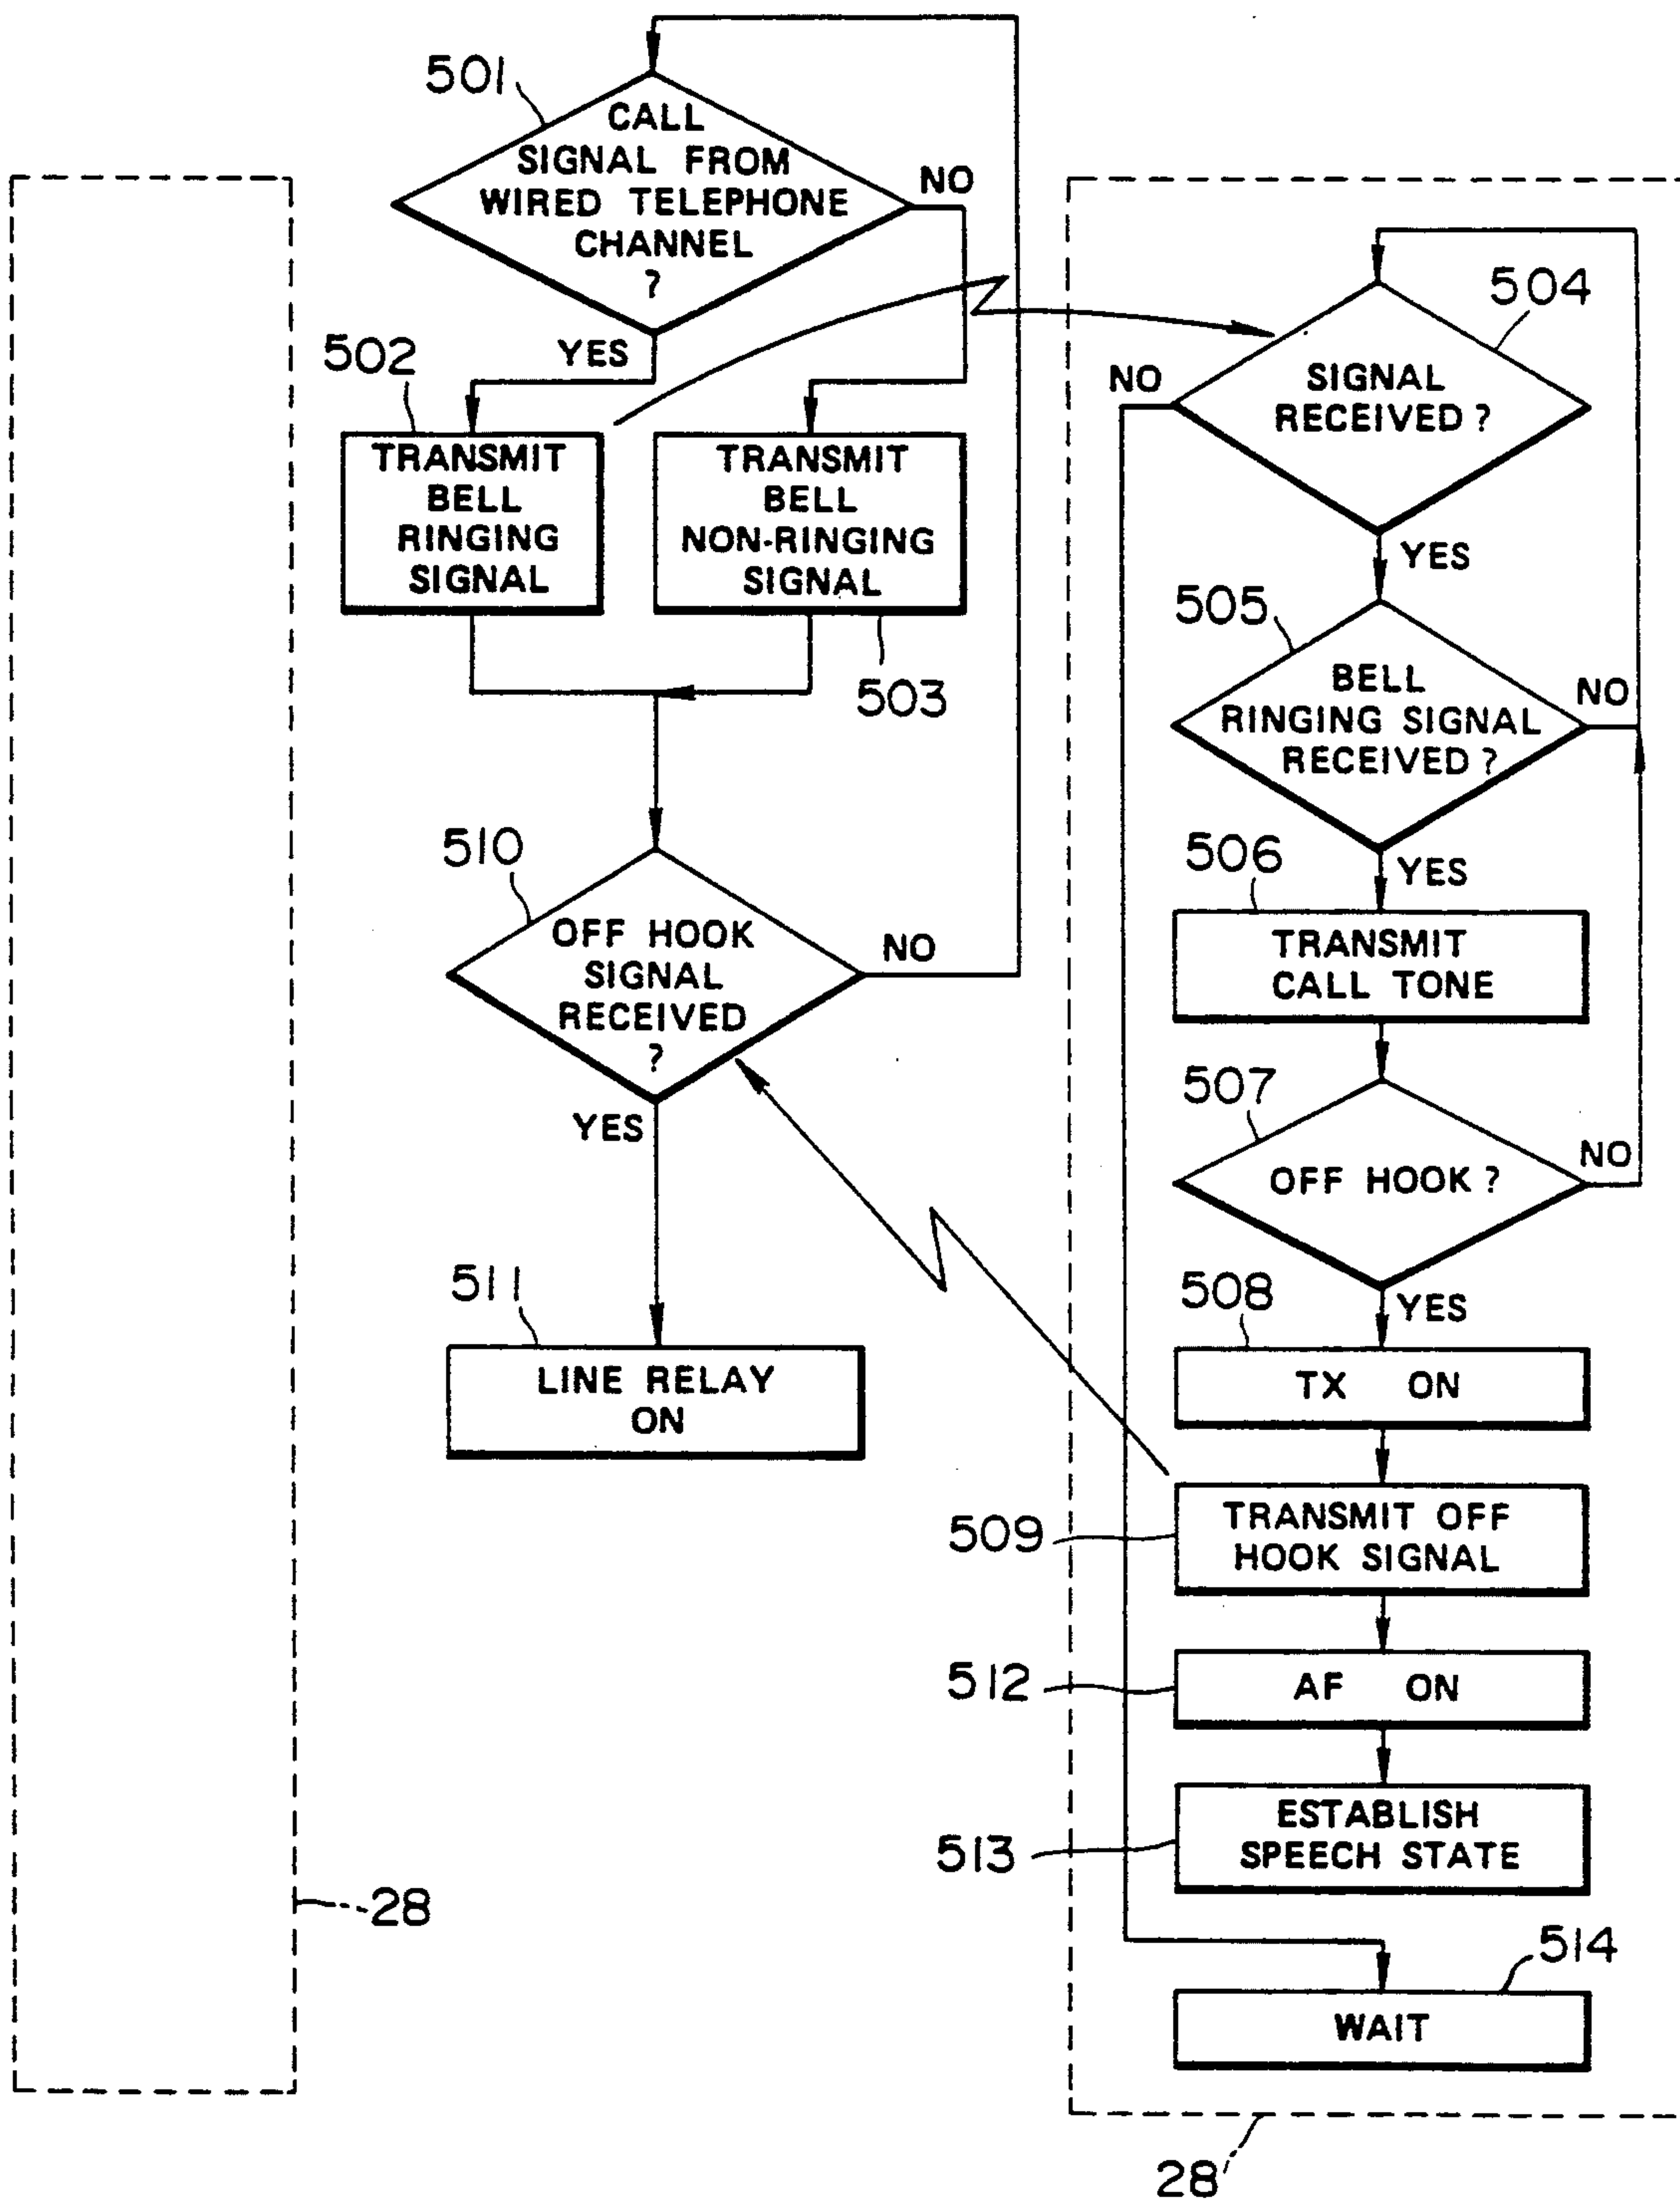 501
CALL
SIGNAL FROM
WIRED TELEPHONE
CHANNEL
?
NO
YES
502
TRANSMIT
BELL
RINGING
SIGNAL
TRANSMIT
BELL
NON-RINGING
SIGNAL
503
510
OFF HOOK
SIGNAL
RECEIVED
?
NO
YES
511
LINE RELAY
ON
28
504
SIGNAL
RECEIVED ?
NO
YES
505
BELL
RINGING SIGNAL
RECEIVED ?
NO
YES
506
TRANSMIT
CALL TONE
507
OFF HOOK ?
NO
YES
508
TX ON
509
TRANSMIT OFF
HOOK SIGNAL
512
AF ON
513
ESTABLISH
SPEECH STATE
514
WAIT
28'